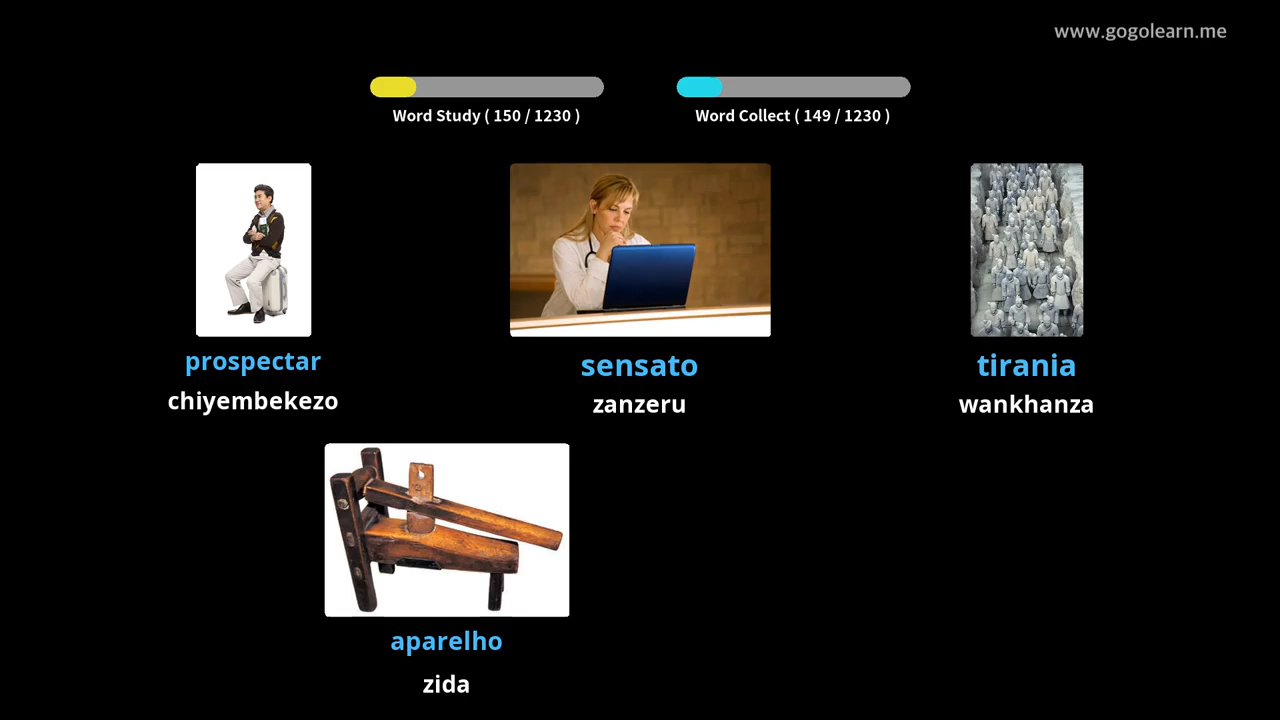 www.gogolearn.me
Word Study ( 150 / 1230 )
Word Collect ( 149 / 1230 )
prospectar
chiyembekezo
sensato
zanzeru
tirania
wankhanza
aparelho
zida